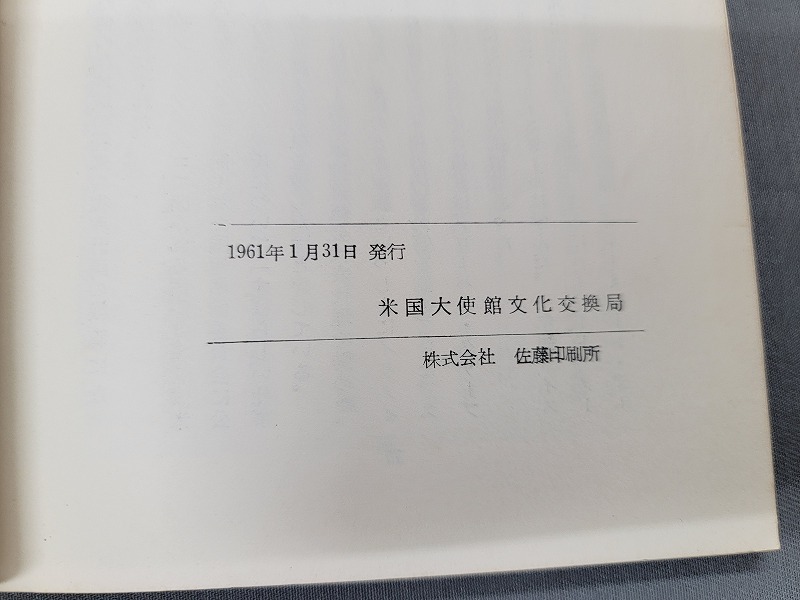 1961年1月31日 発行
米国大使館文化交換局
株式会社 佐藤印刷所